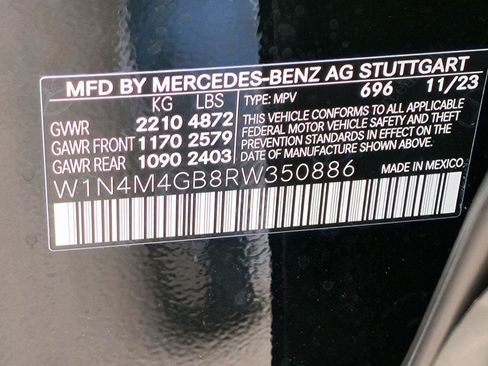 MFD BY MERCEDES-BENZ AG STUTTGART
KG LBS TYPE: MPV 696 11/23
GVWR 2210 4872
GAWR FRONT 1170 2579
GAWR REAR 1090 2403
THIS VEHICLE CONFORMS TO ALL APPLICABLE
FEDERAL MOTOR VEHICLE SAFETY AND THEFT
PREVENTION STANDARDS IN EFFECT ON THE
DATE OF MANUFACTURE SHOWN ABOVE.
W1N4M4GB8RW350886
MADE IN MEXICO